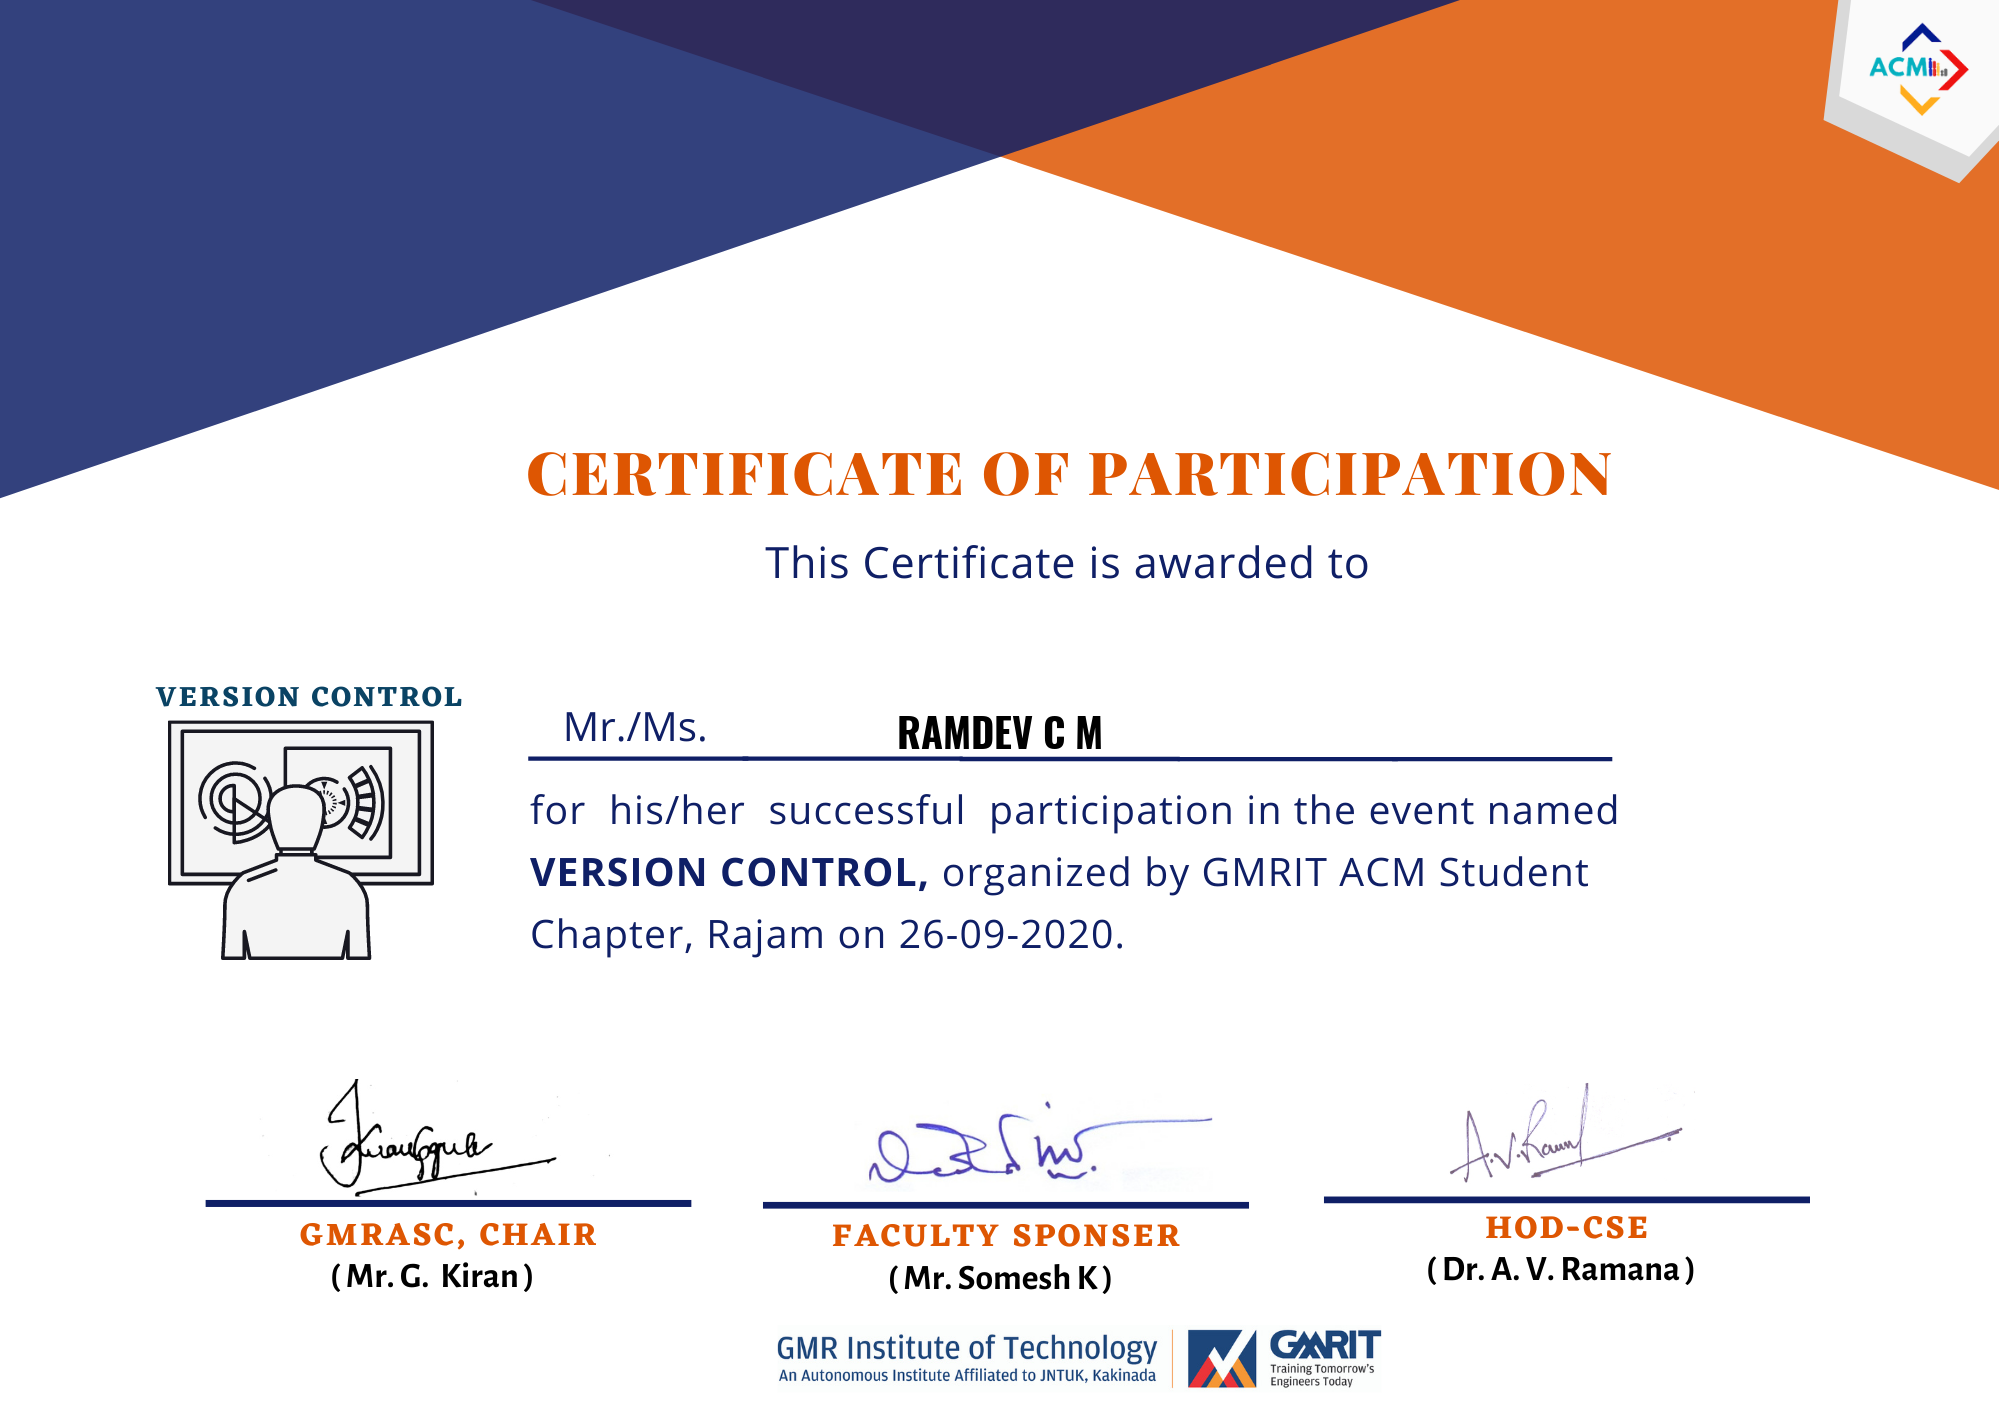 ACM
CERTIFICATE OF PARTICIPATION
This Certificate is awarded to
VERSION CONTROL
Mr./Ms. RAMDEV C M
for his/her successful participation in the event named
VERSION CONTROL, organized by GMRIT ACM Student
Chapter, Rajam on 26-09-2020.
A.V.Raman
GMRASC, CHAIR
(Mr. G. Kiran)
FACULTY SPONSER
(Mr. Somesh K)
HOD-CSE
(Dr. A. V. Ramana)
GMR Institute of Technology
An Autonomous Institute Affiliated to JNTUK, Kakinada
GMRIT
Training Tomorrow's
Engineers Today